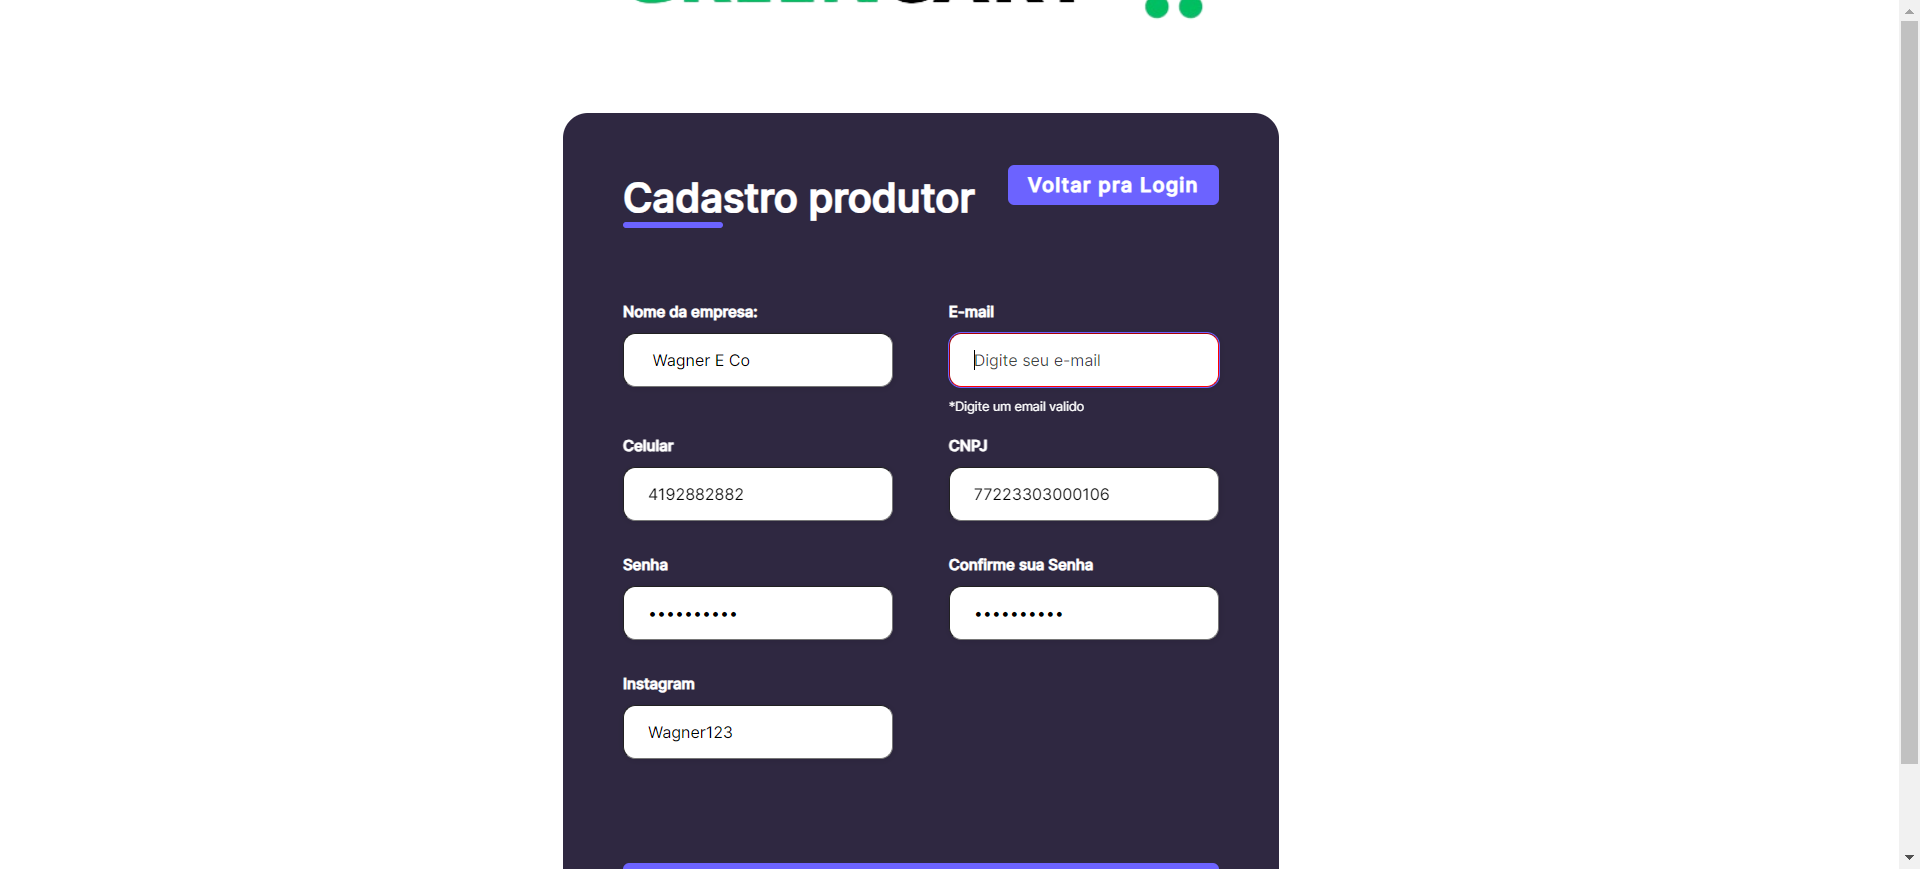 GREENCART
Cadastro produtor
Voltar pra Login
Nome da empresa:
E-mail
Wagner E Co
Digite seu e-mail
*Digite um email valido
Celular
CNPJ
4192882882
77223303000106
Senha
Confirme sua Senha
••••••••••
••••••••••
Instagram
Wagner123